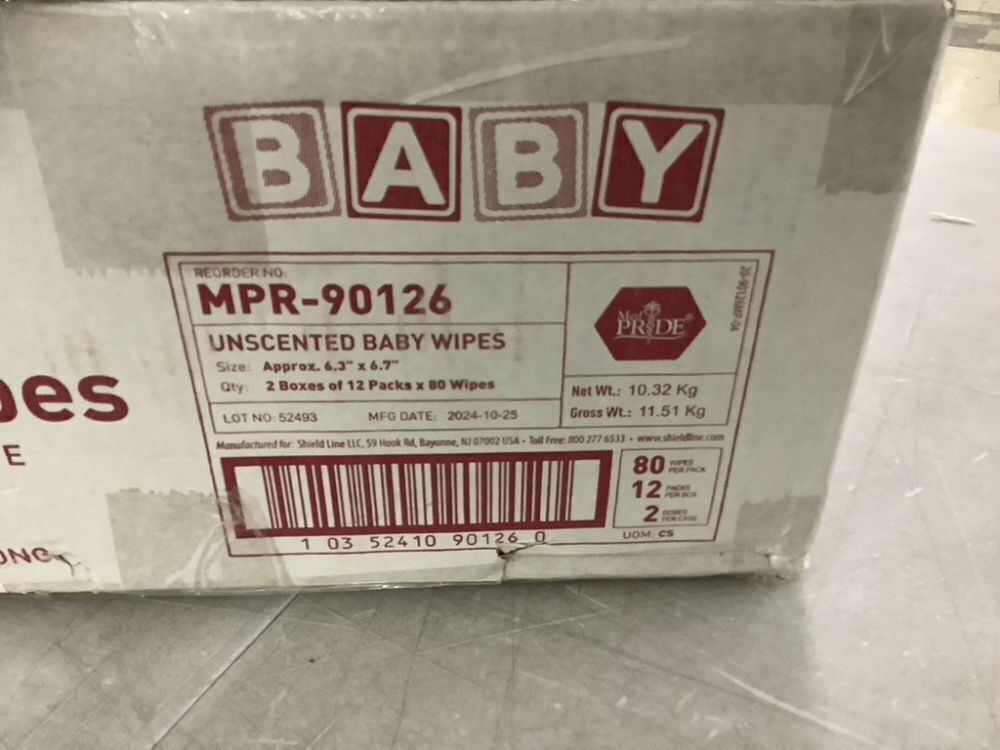 BABY
REORDER NO:
MPR-90126
UNSCENTED BABY WIPES
Size: Approx. 6.3" x 6.7"
Qty: 2 Boxes of 12 Packs x 80 Wipes
LOT NO: 52493 MFG DATE: 2024-10-25
Med
PRIDE®
Net Wt.: 10.32 Kg
Gross Wt.: 11.51 Kg
Manufactured for: Shield Line LLC, 59 Hook Rd, Bayonne, NJ 07002 USA • Toll Free: 800 277 6533 • www.shieldline.com
80 WIPES PER PACK
12 PACKS PER BOX
2 BOXES PER CASE
UOM: CS
1 03 52410 90126 0
pes
E
ONG